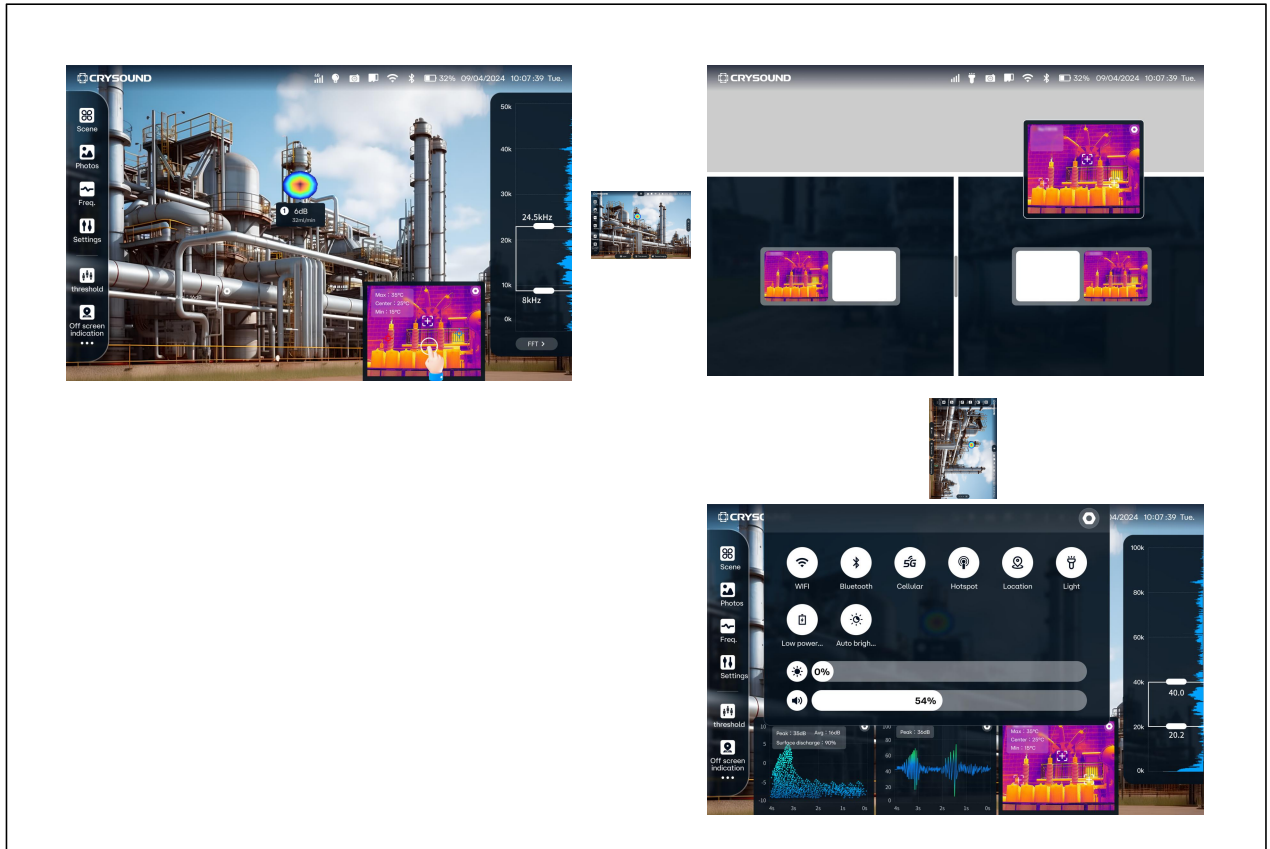 CRYSOUND
4G 32% 09/04/2024 10:07:39 Tue.
Scene
Photos
Freq.
Settings
threshold
Off screen
indication
6dB
32ml/min
Max : 35°C
Center : 25°C
Min : 15°C
50k
40k
30k
24.5kHz
20k
10k
8kHz
0k
FFT >
CRYSOUND
32% 09/04/2024 10:07:39 Tue.
CRYSO
04/2024 10:07:39 Tue.
Scene
Photos
Freq.
Settings
threshold
Off screen
indication
5G
WIFI
Bluetooth
Cellular
Hotspot
Location
Light
Low power...
Auto brigh...
0%
54%
10
5
0
-5
-10
Peak : 35dB Avg : 16dB
Surface discharge : 90%
4s 3s 2s 1s 0s
100
80
60
40
20
0
Peak : 36dB
4s 3s 2s 1s 0s
Max : 35°C
Center : 25°C
Min : 15°C
100k
80k
60k
40k
40.0
20k
20.2
0k